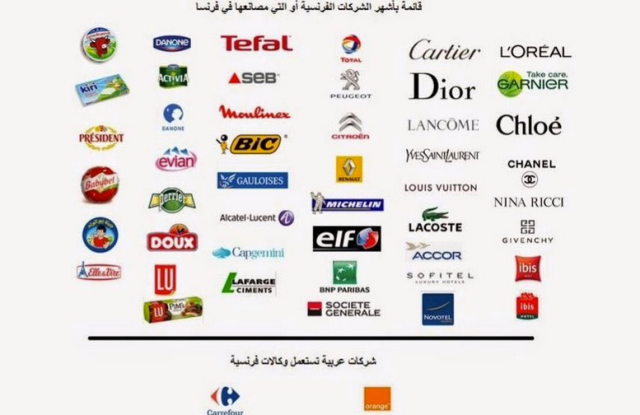 قائمة بأشهر الشركات الفرنسية أو التي مصانعها في فرنسا
DANONE
Tefal
TOTAL
Cartier
L'ORÉAL
kiri
ACTIVIA
SEB
PEUGEOT
Dior
Take care.
GARNIER
PRÉSIDENT
DANONE
Moulinex
CITROËN
LANCÔME
Chloé
evian
BIC
RENAULT
YVES SAINT LAURENT
CHANEL
Babybel
Perrier
GAULOISES
MICHELIN
LOUIS VUITTON
NINA RICCI
Alcatel-Lucent
LACOSTE
GIVENCHY
DOUX
Capgemini
elf
ACCOR
ibis
Elle & Vire
LU
LAFARGE
CIMENTS
BNP PARIBAS
SOFITEL
LUXURY HOTELS
LU
PiM's
SOCIETE
GENERALE
NOVOTEL
ibis
شركات عربية تستعمل وكالات فرنسية
Carrefour
orange